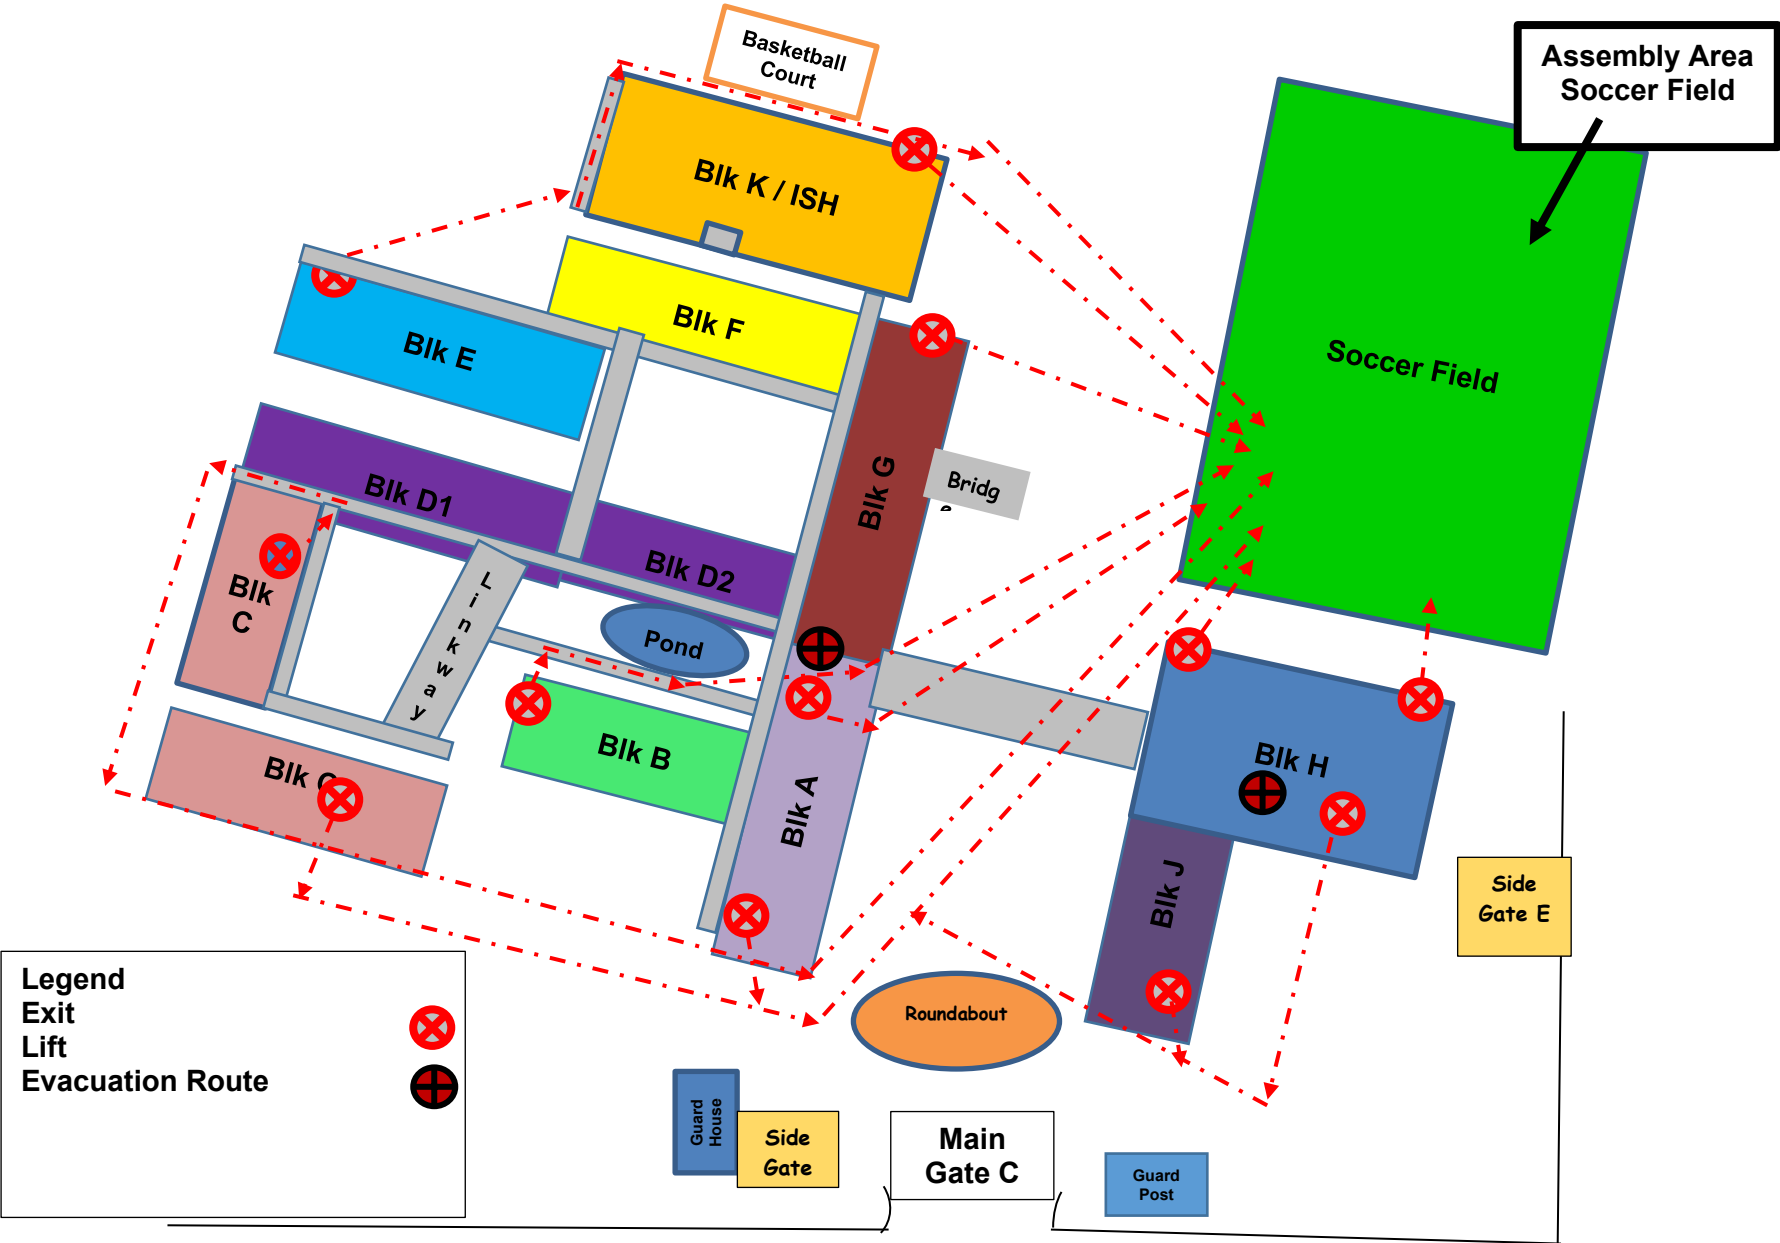 Basketball
Court
Assembly Area
Soccer Field
Blk K / ISH
Blk F
Blk E
Soccer Field
Blk G
Bridg
Blk D1
Blk D2
Linkway
Blk
C
Pond
Blk B
Blk
Blk A
Blk H
Blk J
Side
Gate E
Roundabout
Legend
Exit
Lift
Evacuation Route
Guard
House
Side
Gate
Main
Gate C
Guard
Post